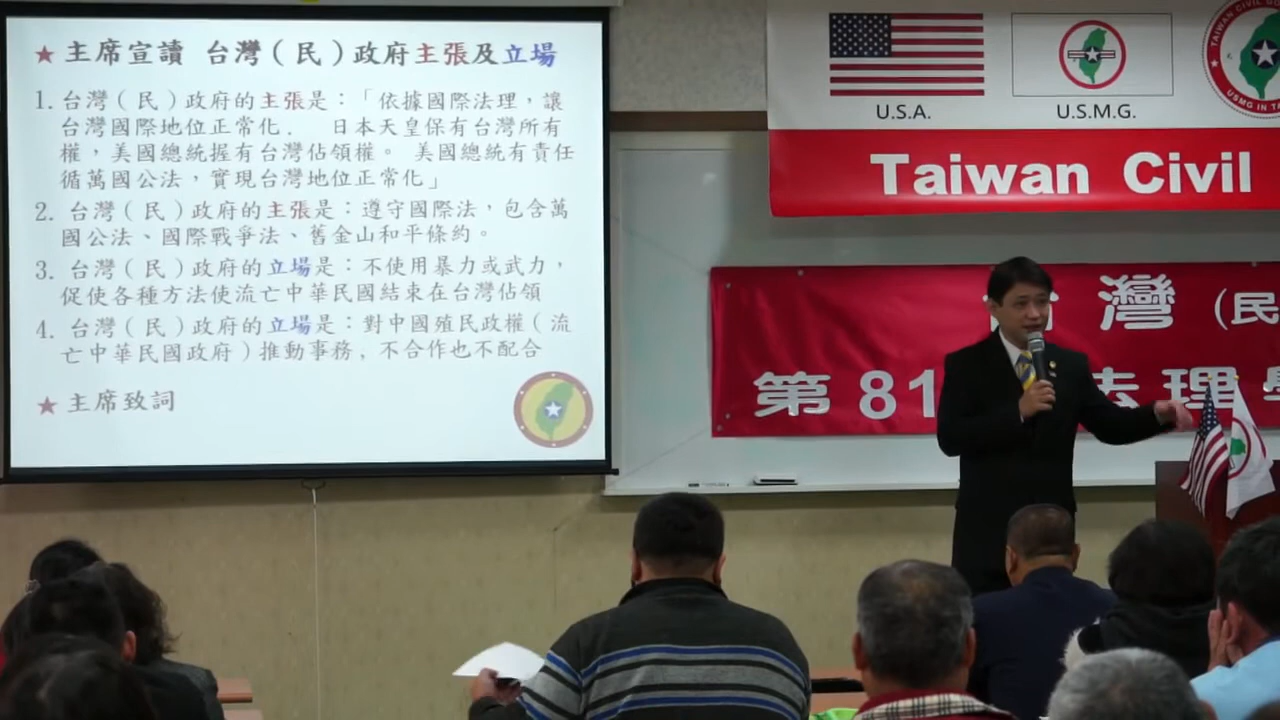 ★ 主席宣讀 台灣(民)政府主張及立場
1. 台灣(民)政府的主張是:「依據國際法理,讓
台灣國際地位正常化. 日本天皇保有台灣所有
權,美國總統握有台灣佔領權。 美國總統有責任
循萬國公法,實現台灣地位正常化」
2. 台灣(民)政府的主張是:遵守國際法,包含萬
國公法、國際戰爭法、舊金山和平條約。
3. 台灣(民)政府的立場是:不使用暴力或武力,
促使各種方法使流亡中華民國結束在台灣佔領
4. 台灣(民)政府的立場是:對中國殖民政權(流
亡中華民國政府)推動事務,不合作也不配合
★ 主席致詞
U.S.A.
U.S.M.G.
TAIWAN CIVIL
USMG IN
Taiwan Civil
灣(民
第81
法理